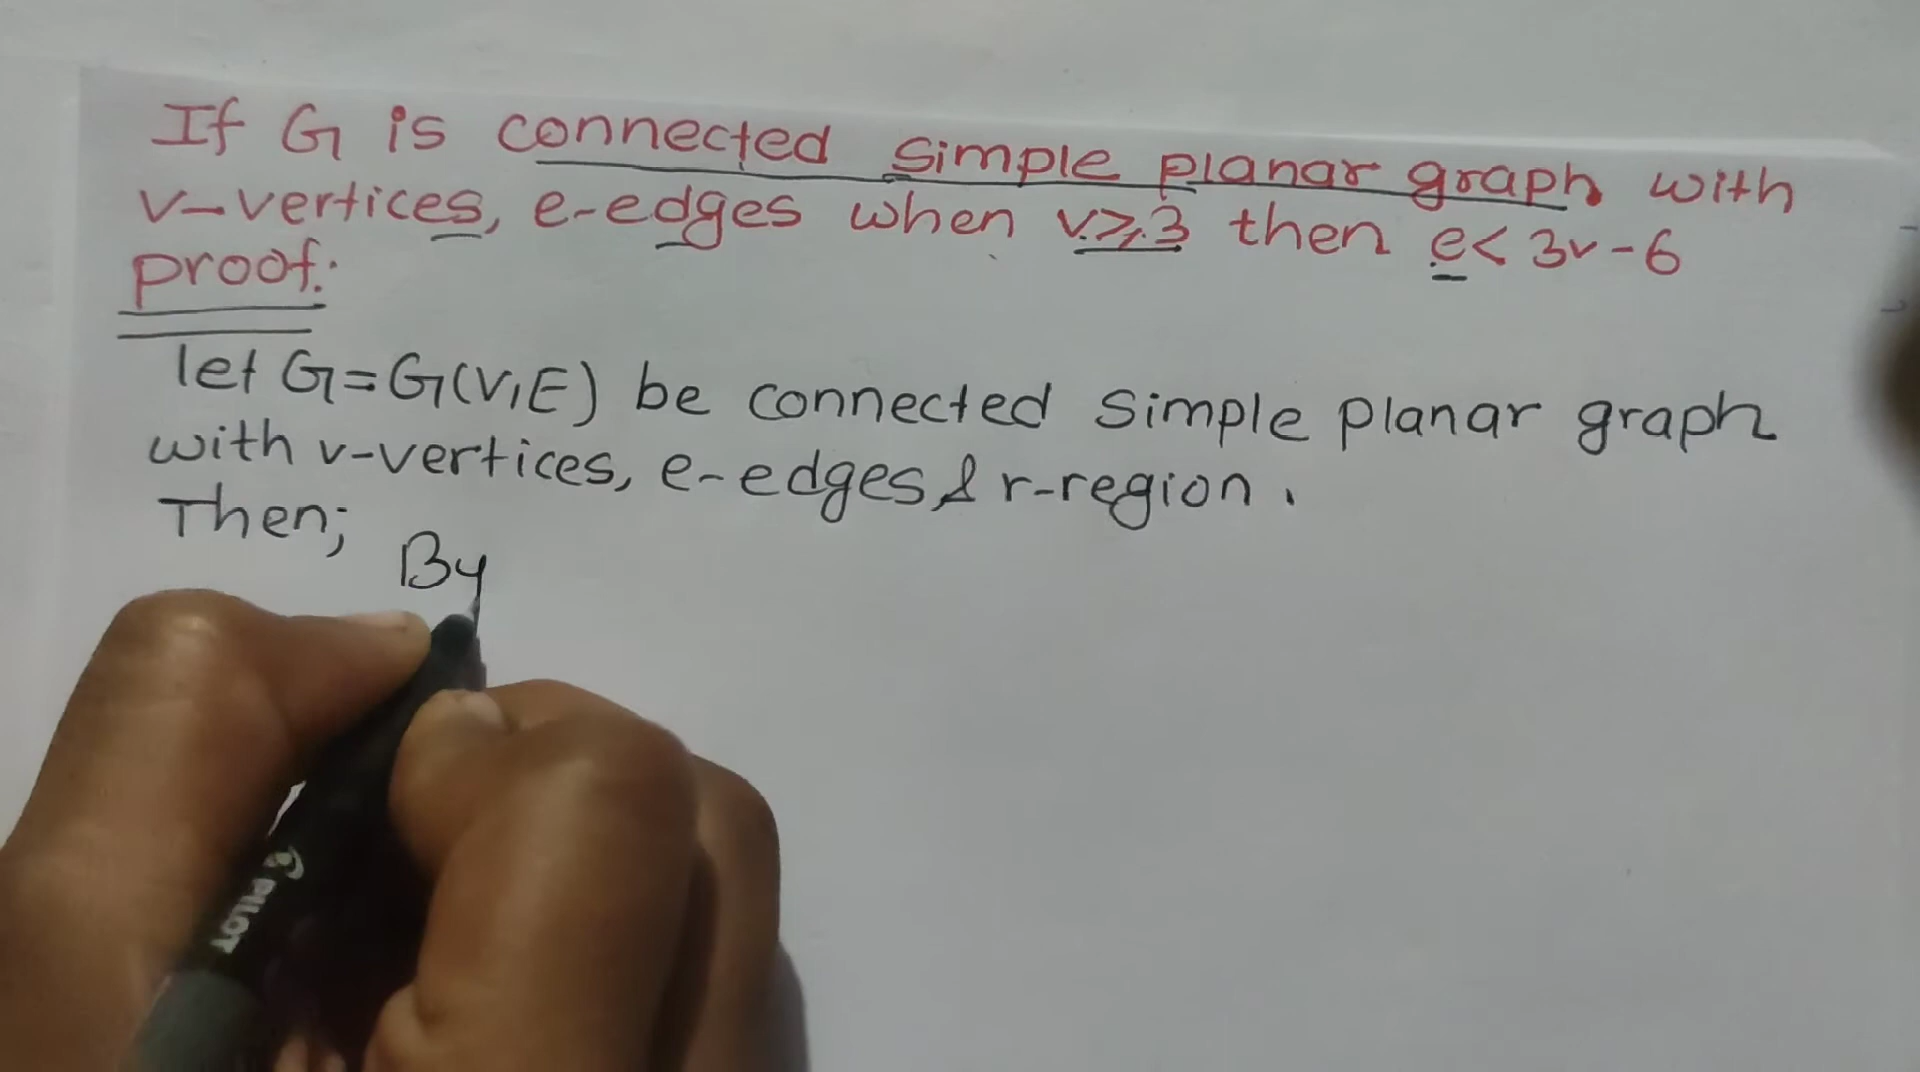 If G is connected simple planar graph with
v-vertices, e-edges when v≥3 then e< 3v-6
proof:
let G=G(V,E) be connected simple planar graph
with v-vertices, e-edges & r-region.
Then;
By
PILOT